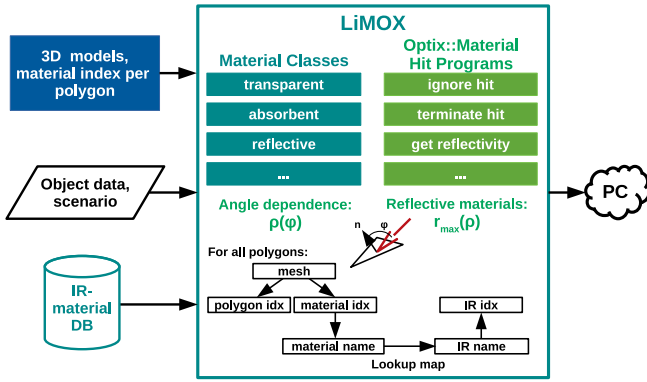 LiMOX
3D models,
material index per
polygon
Object data,
scenario
IR-
material
DB
Material Classes
transparent
absorbent
reflective
...
Optix::Material
Hit Programs
ignore hit
terminate hit
get reflectivity
...
Angle dependence:
ρ(φ)
Reflective materials:
r_max(ρ)
n
φ
For all polygons:
mesh
polygon idx
material idx
IR idx
material name
IR name
Lookup map
PC